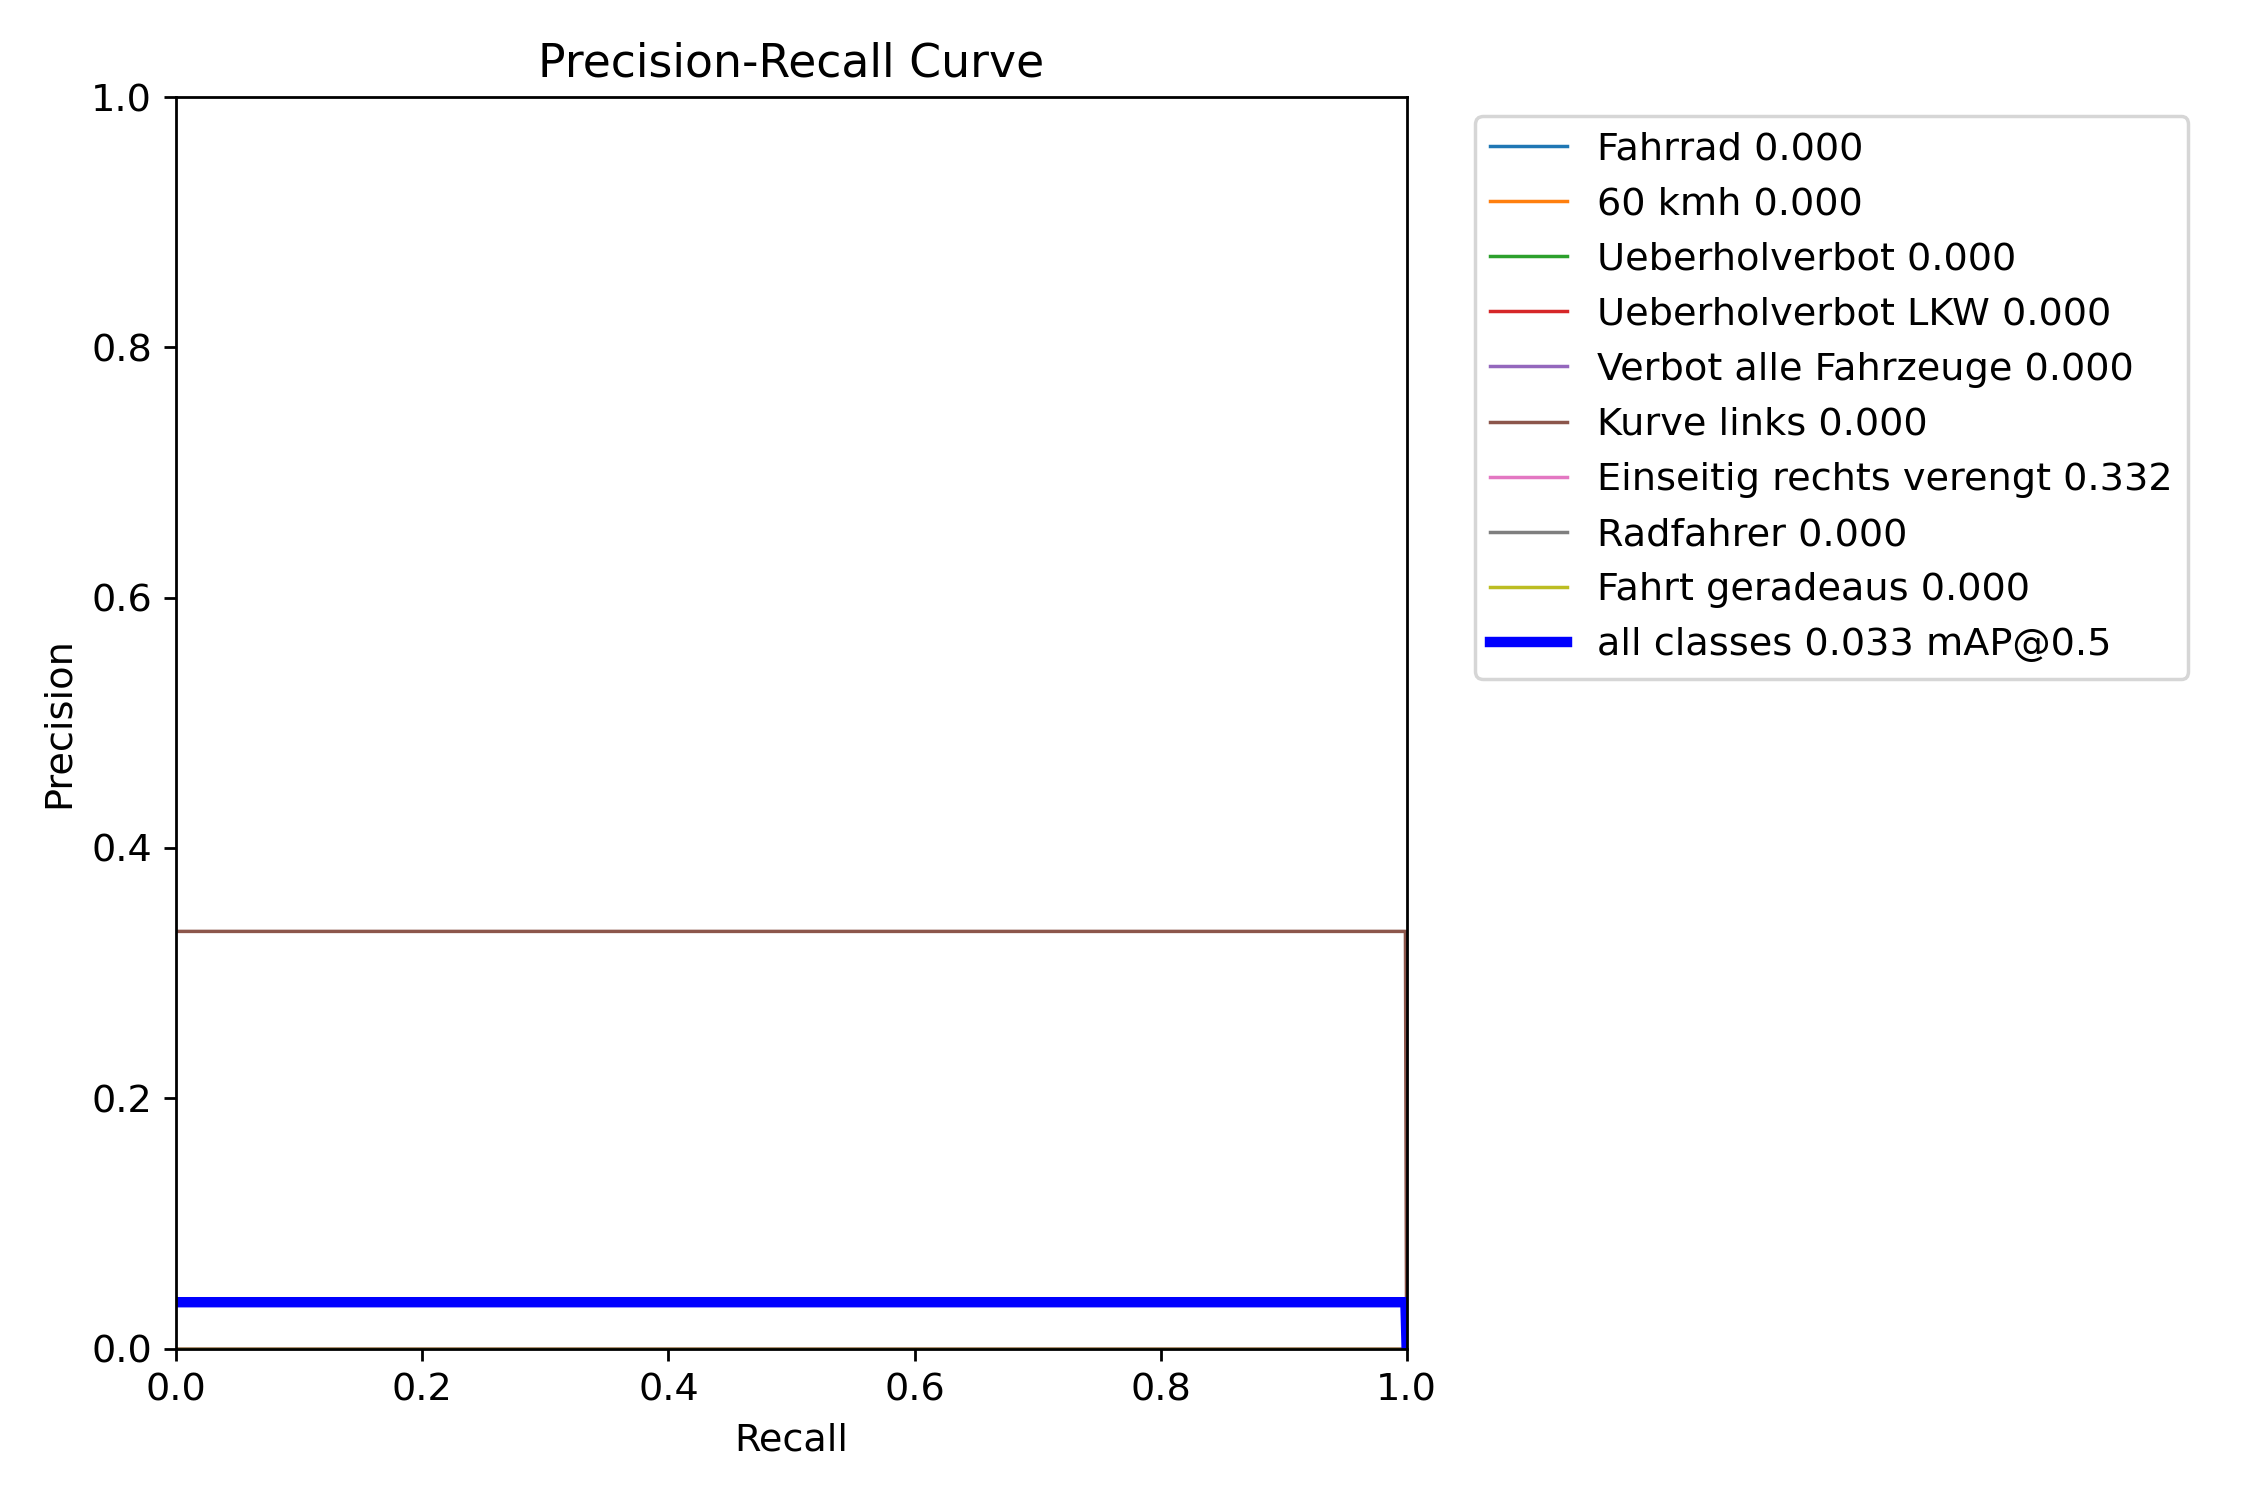 Precision-Recall Curve
1.0
0.8
0.6
0.4
0.2
0.0
Precision
0.0 0.2 0.4 0.6 0.8 1.0
Recall
Fahrrad 0.000
60 kmh 0.000
Ueberholverbot 0.000
Ueberholverbot LKW 0.000
Verbot alle Fahrzeuge 0.000
Kurve links 0.000
Einseitig rechts verengt 0.332
Radfahrer 0.000
Fahrt geradeaus 0.000
all classes 0.033 mAP@0.5